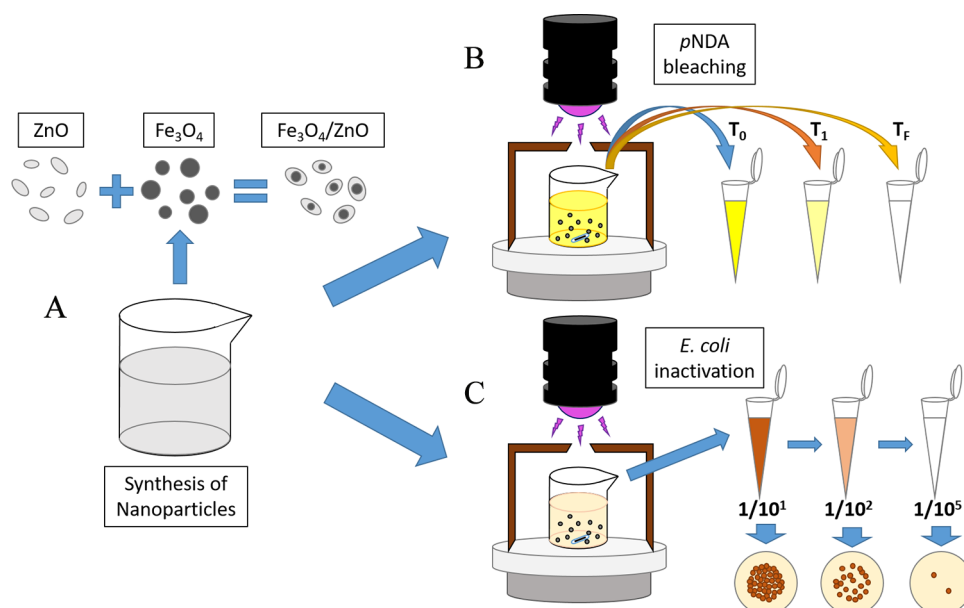 A
ZnO
Fe₃O₄
Fe₃O₄/ZnO
Synthesis of
Nanoparticles
B
pNDA
bleaching
T₀
T₁
T_F
C
E. coli
inactivation
1/10¹
1/10²
1/10⁵